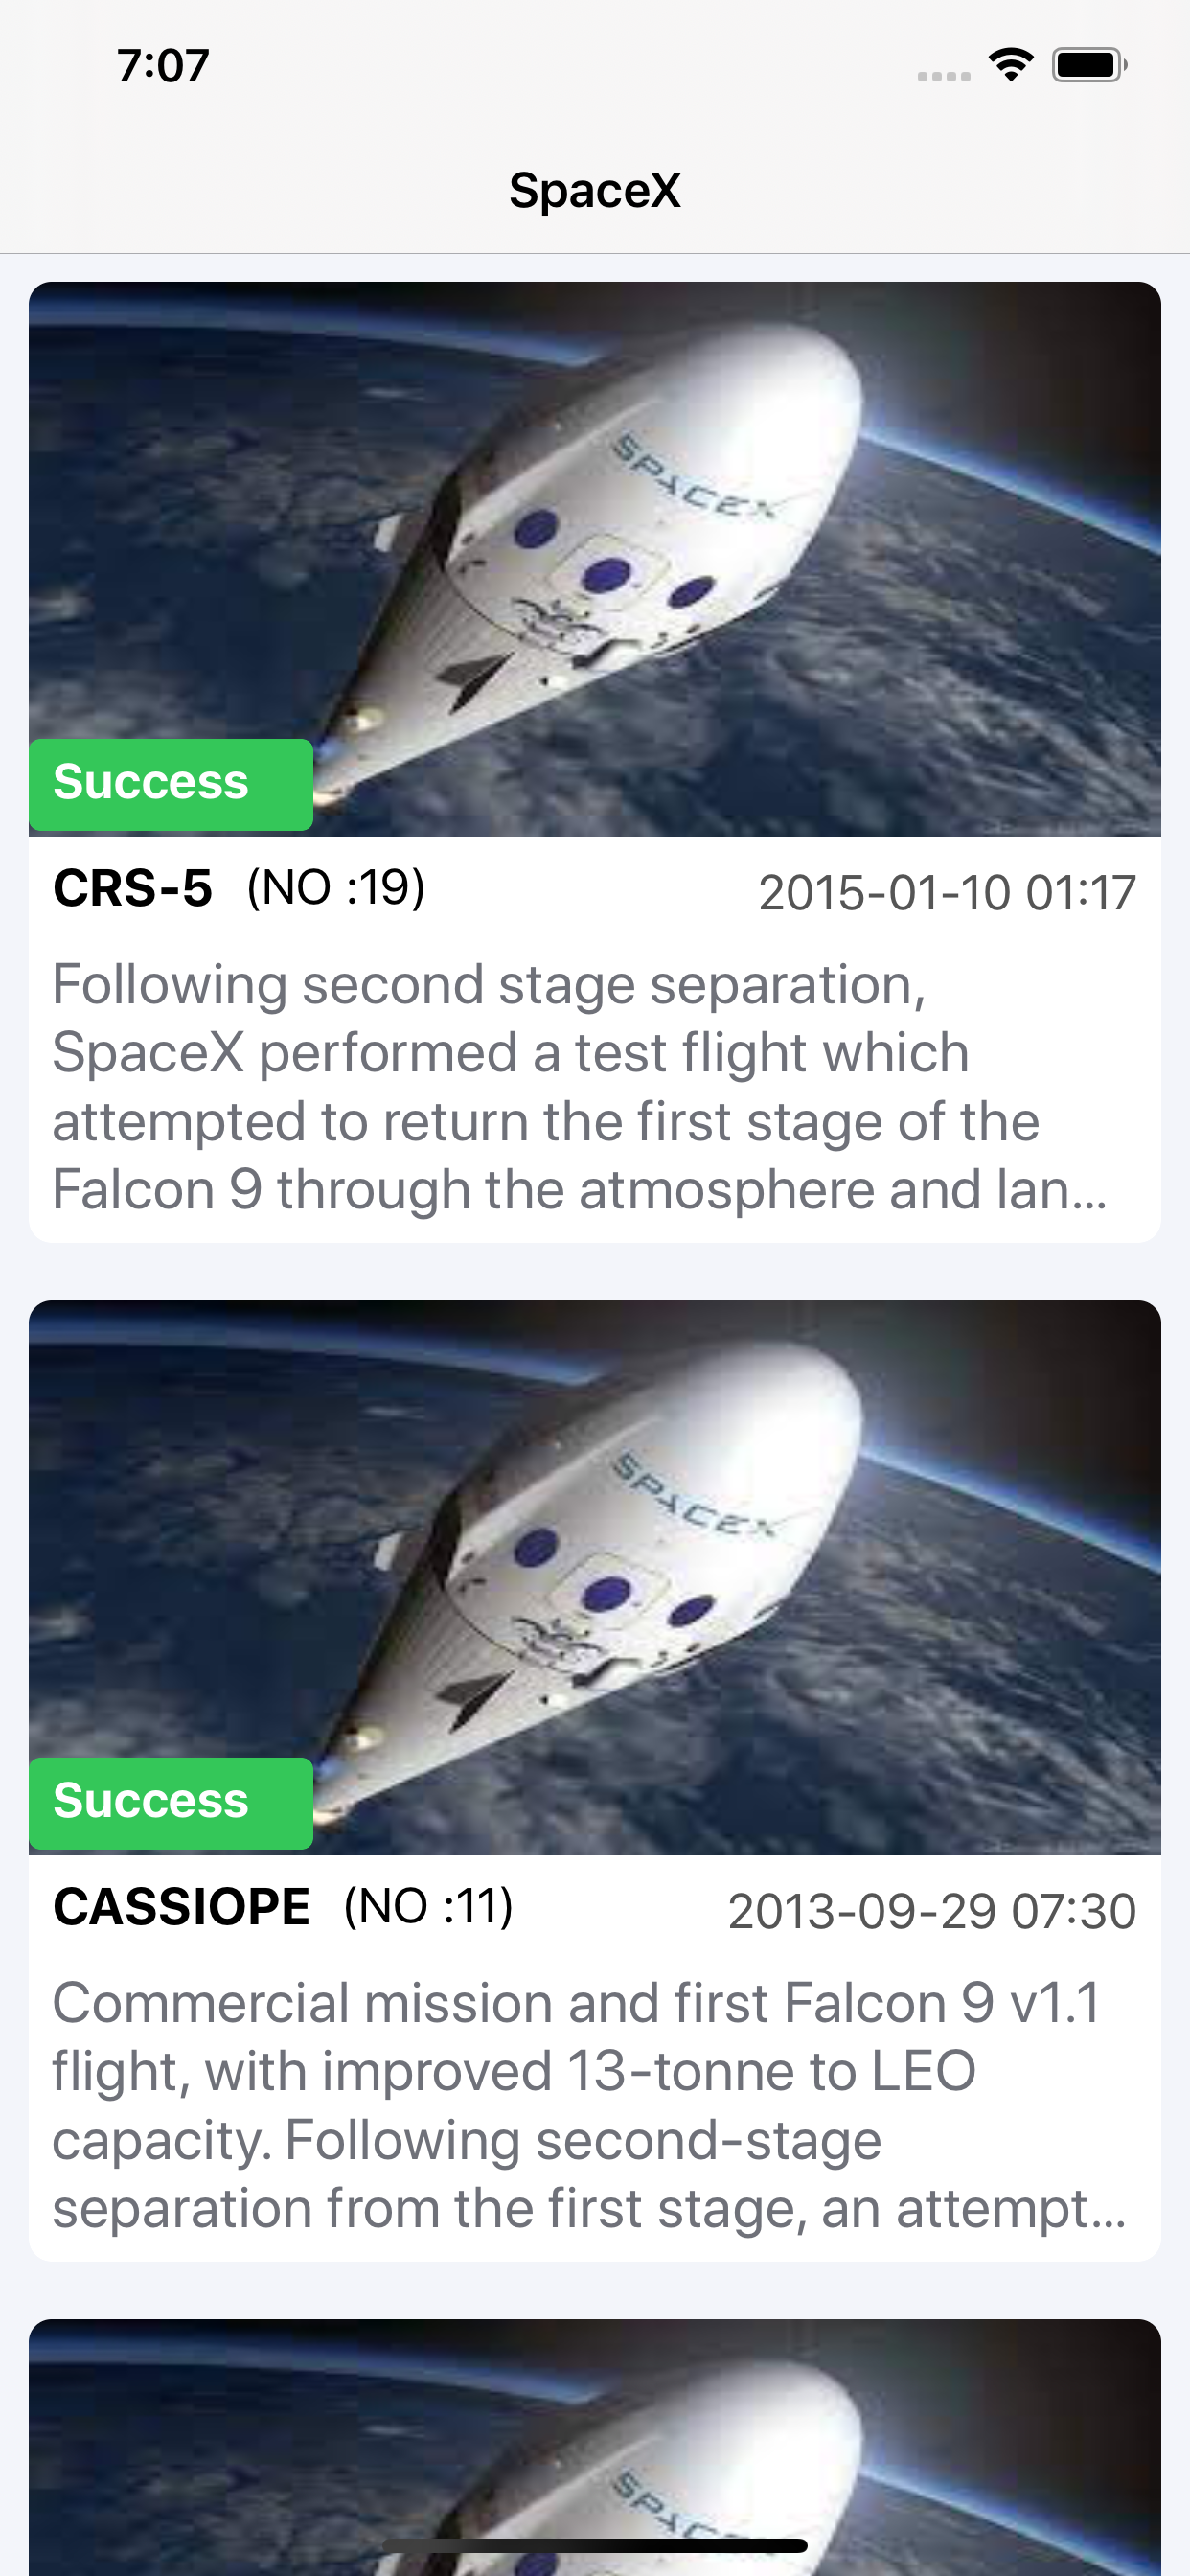 7:07
SpaceX
SPACEX
Success
CRS-5 (NO :19) 2015-01-10 01:17
Following second stage separation,
SpaceX performed a test flight which
attempted to return the first stage of the
Falcon 9 through the atmosphere and lan...
SPACEX
Success
CASSIOPE (NO :11) 2013-09-29 07:30
Commercial mission and first Falcon 9 v1.1
flight, with improved 13-tonne to LEO
capacity. Following second-stage
separation from the first stage, an attempt...